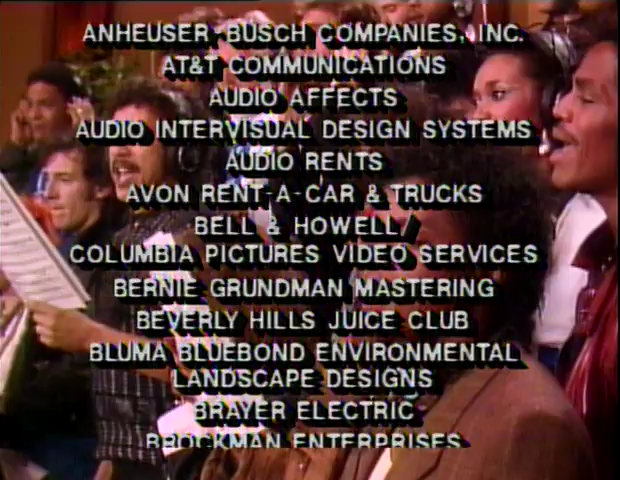 ANHEUSER-BUSCH COMPANIES, INC.
AT&T COMMUNICATIONS
AUDIO AFFECTS
AUDIO INTERVISUAL DESIGN SYSTEMS
AUDIO RENTS
AVON RENT-A-CAR & TRUCKS
BELL & HOWELL/
COLUMBIA PICTURES VIDEO SERVICES
BERNIE GRUNDMAN MASTERING
BEVERLY HILLS JUICE CLUB
BLUMA BLUEBOND ENVIRONMENTAL
LANDSCAPE DESIGNS
BRAYER ELECTRIC
BROCKMAN ENTERPRISES